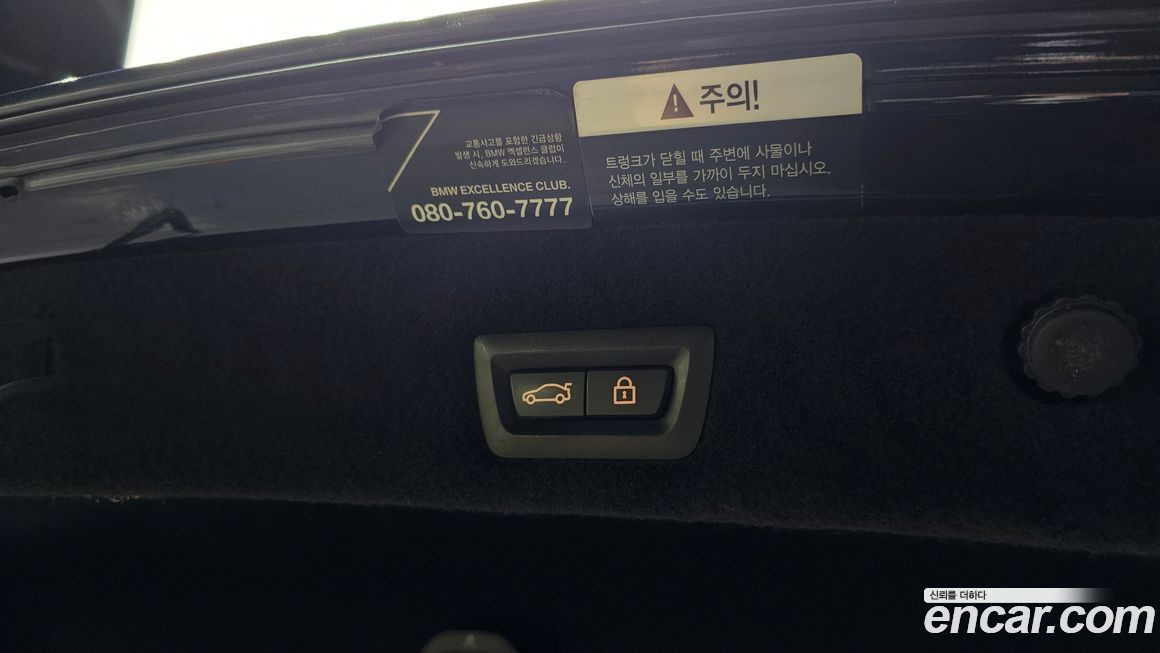 교통사고를 포함한 긴급상황
발생 시, BMW 엑셀런스 클럽이
신속하게 도와드리겠습니다.
BMW EXCELLENCE CLUB.
080-760-7777
주의!
트렁크가 닫힐 때 주변에 사물이나
신체의 일부를 가까이 두지 마십시오.
상해를 입을 수도 있습니다.
신뢰를 더하다
encar.com